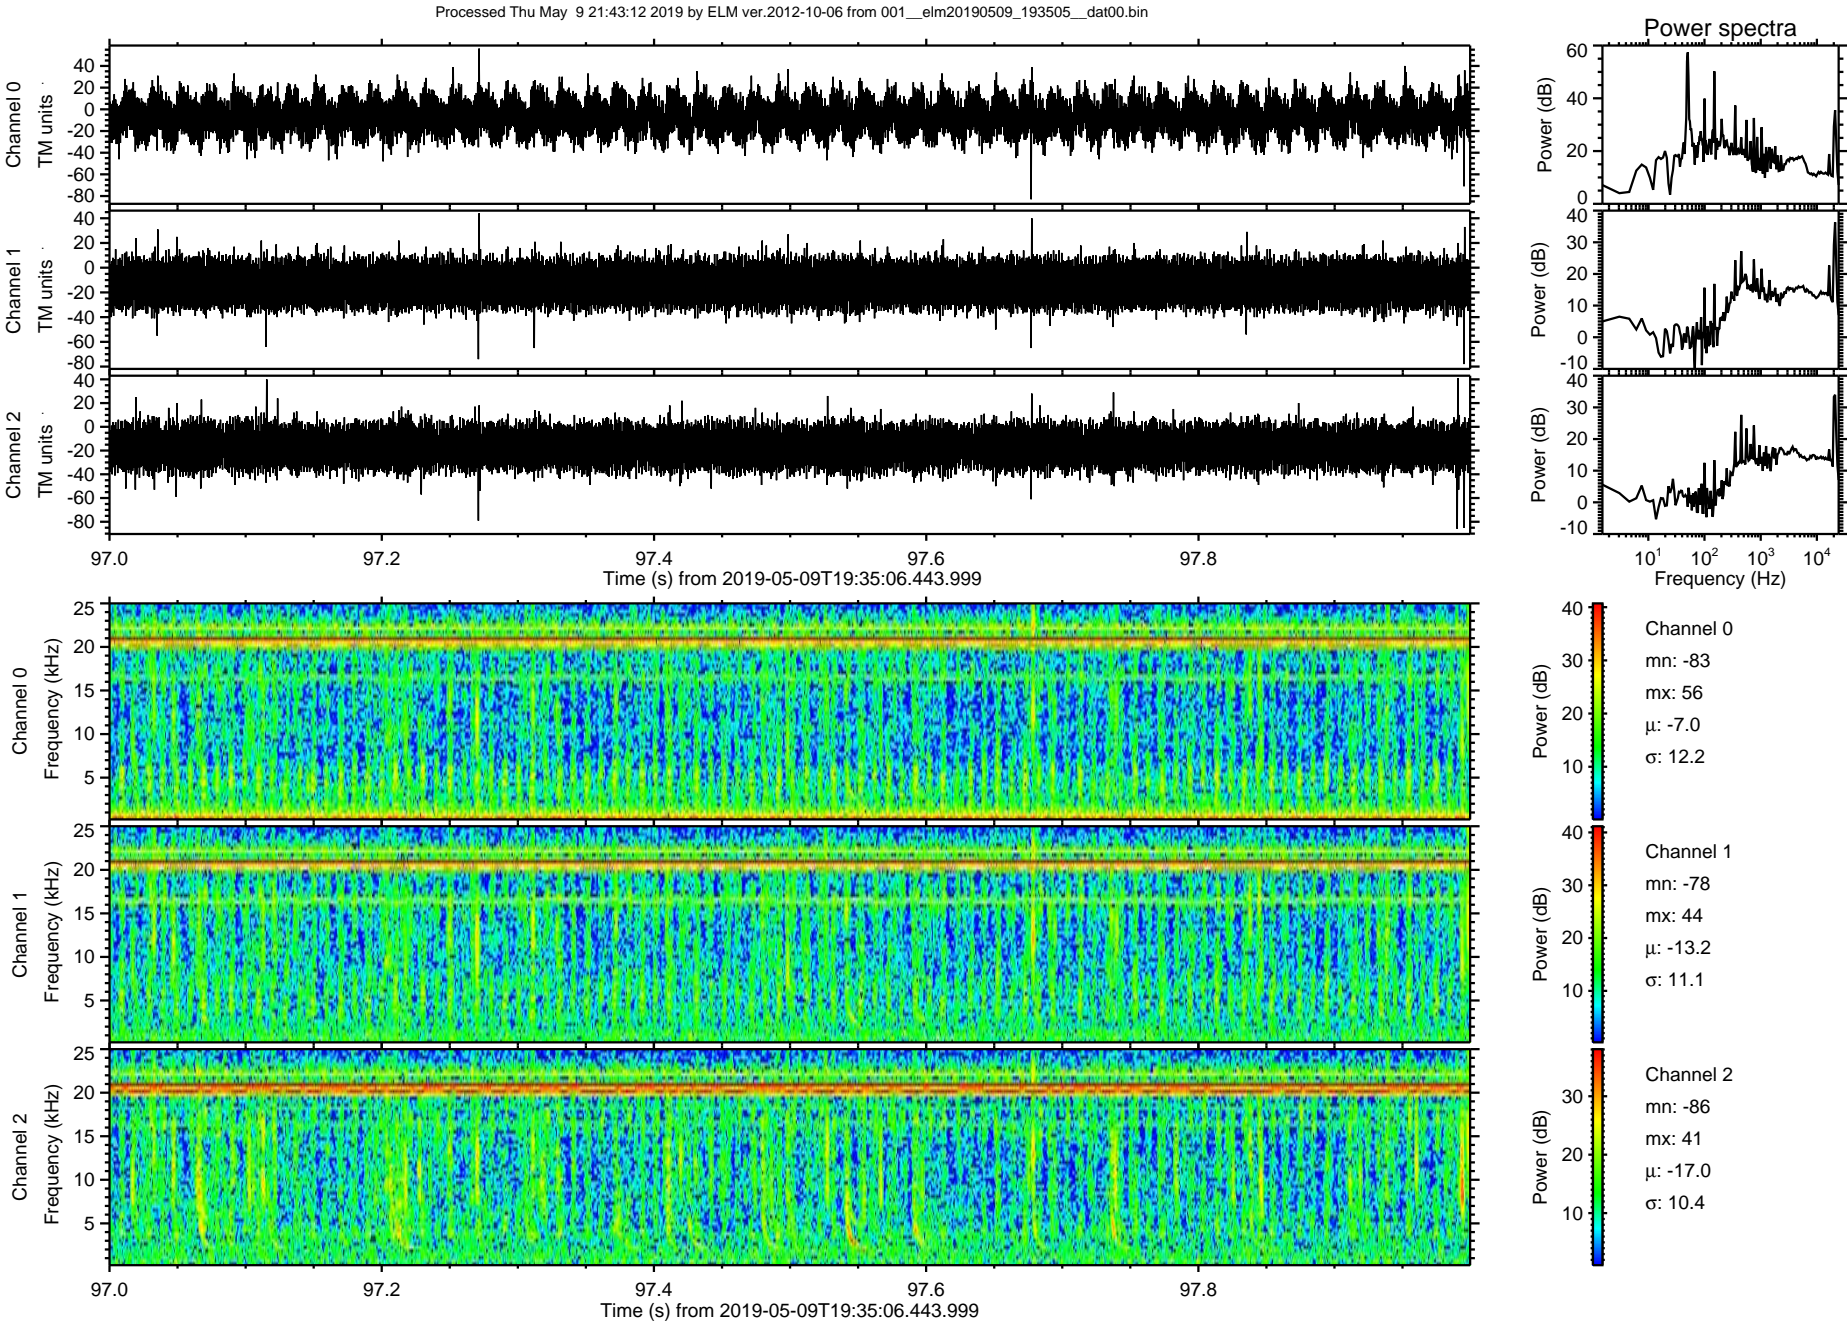 Processed Thu May  9 21:43:12 2019 by ELM ver.2012-10-06 from 001__elm20190509_193505__dat00.bin
Power spectra
Channel 0
TM units
40
20
0
-20
-40
-60
-80
Power (dB)
60
40
20
0
Channel 1
TM units
40
20
0
-20
-40
-60
-80
Power (dB)
40
30
20
10
0
-10
Channel 2
TM units
40
20
0
-20
-40
-60
-80
Power (dB)
40
30
20
10
0
-10
97.0 97.2 97.4 97.6 97.8
Time (s) from 2019-05-09T19:35:06.443.999
10^1 10^2 10^3 10^4
Frequency (Hz)
Channel 0
Frequency (kHz)
25
20
15
10
5
Power (dB)
40
30
20
10
Channel 0
mn: -83
mx: 56
μ: -7.0
σ: 12.2
Channel 1
Frequency (kHz)
25
20
15
10
5
Power (dB)
40
30
20
10
Channel 1
mn: -78
mx: 44
μ: -13.2
σ: 11.1
Channel 2
Frequency (kHz)
25
20
15
10
5
Power (dB)
30
20
10
Channel 2
mn: -86
mx: 41
μ: -17.0
σ: 10.4
97.0 97.2 97.4 97.6 97.8
Time (s) from 2019-05-09T19:35:06.443.999